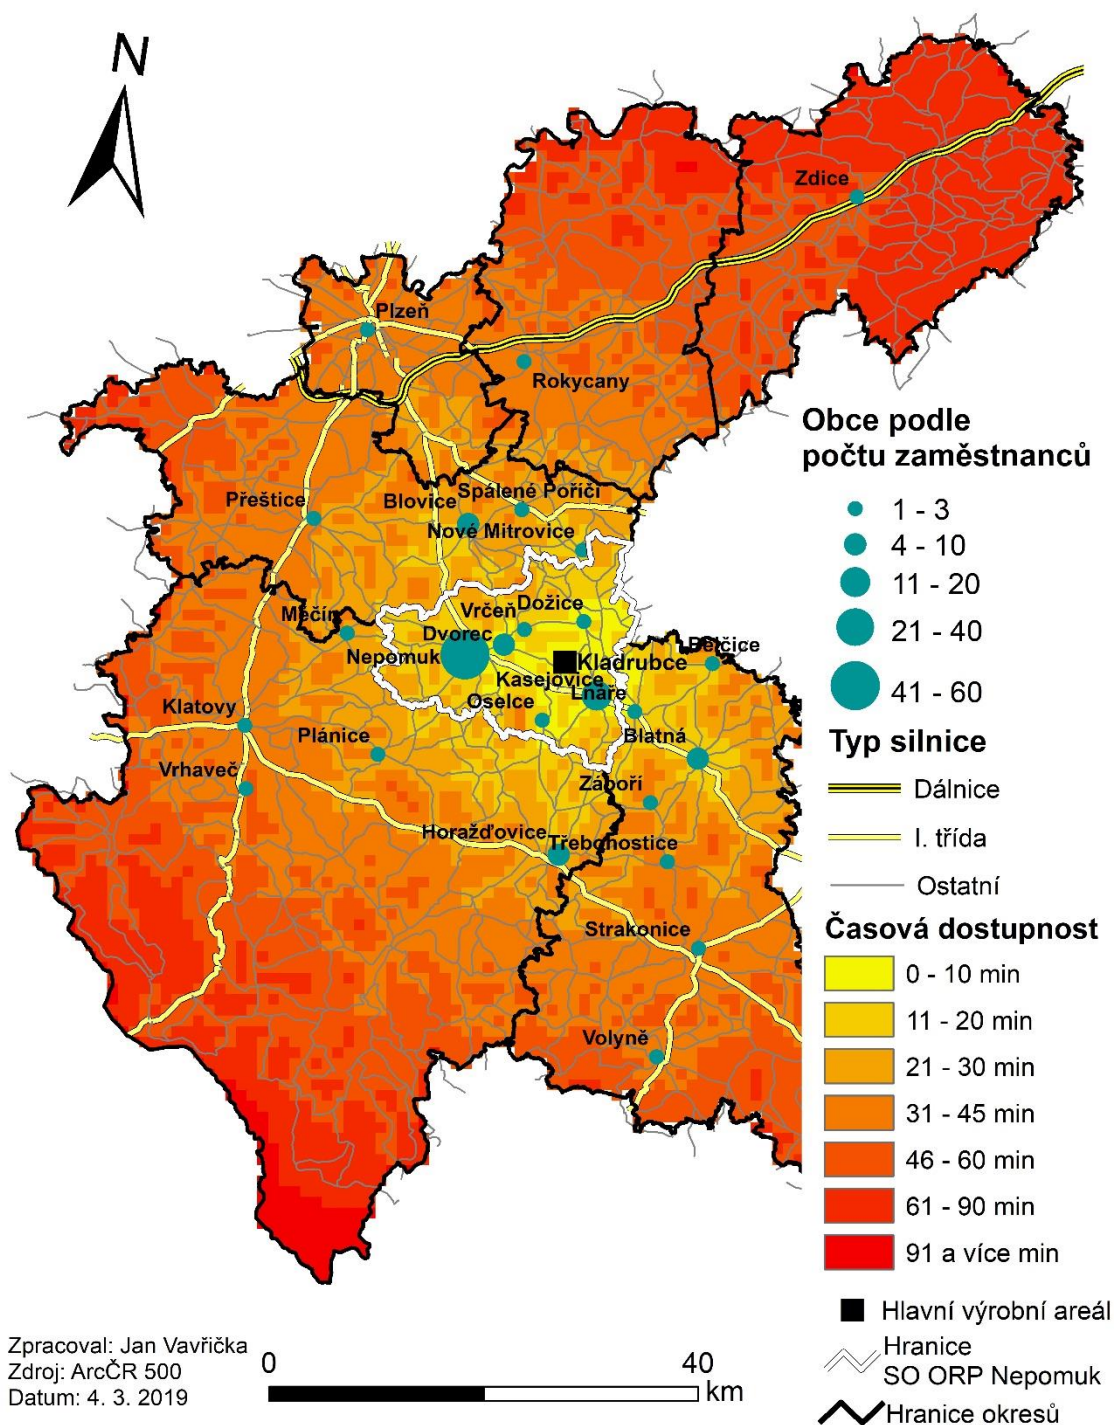 N
Zdice
Plzeň
Rokycany
Obce podle
počtu zaměstnanců
1 - 3
4 - 10
11 - 20
21 - 40
41 - 60
Přeštice
Blovice
Spálené Poříčí
Nové Mitrovice
Měčín
Vrčeň
Dožice
Dvorec
Nepomuk
Kladrubce
Bělčice
Kasejovice
Lnáře
Oselce
Klatovy
Plánice
Blatná
Vrhaveč
Záboří
Horažďovice
Třebohostice
Strakonice
Volyně
Typ silnice
Dálnice
I. třída
Ostatní
Časová dostupnost
0 - 10 min
11 - 20 min
21 - 30 min
31 - 45 min
46 - 60 min
61 - 90 min
91 a více min
Hlavní výrobní areál
Hranice
SO ORP Nepomuk
Hranice okresů
Zpracoval: Jan Vavřička
Zdroj: ArcČR 500
Datum: 4. 3. 2019
0
40
km